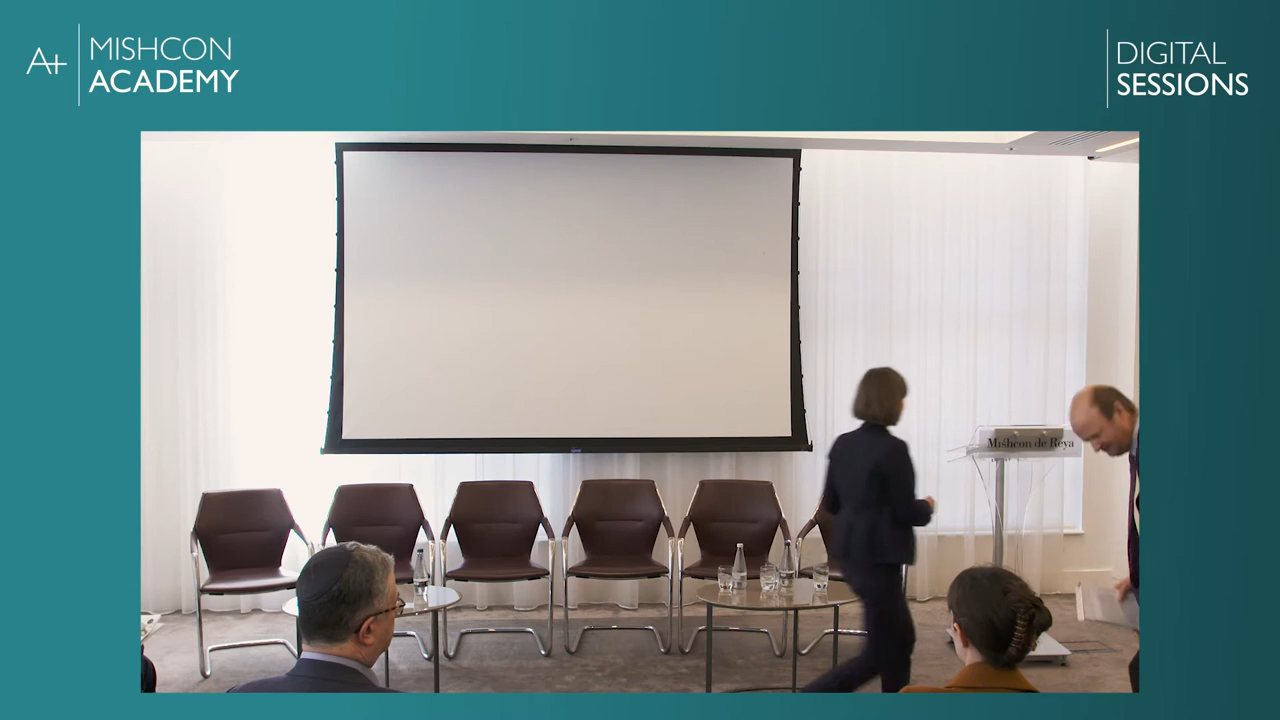 A+
MISHCON
ACADEMY
DIGITAL
SESSIONS
Mishcon de Reya